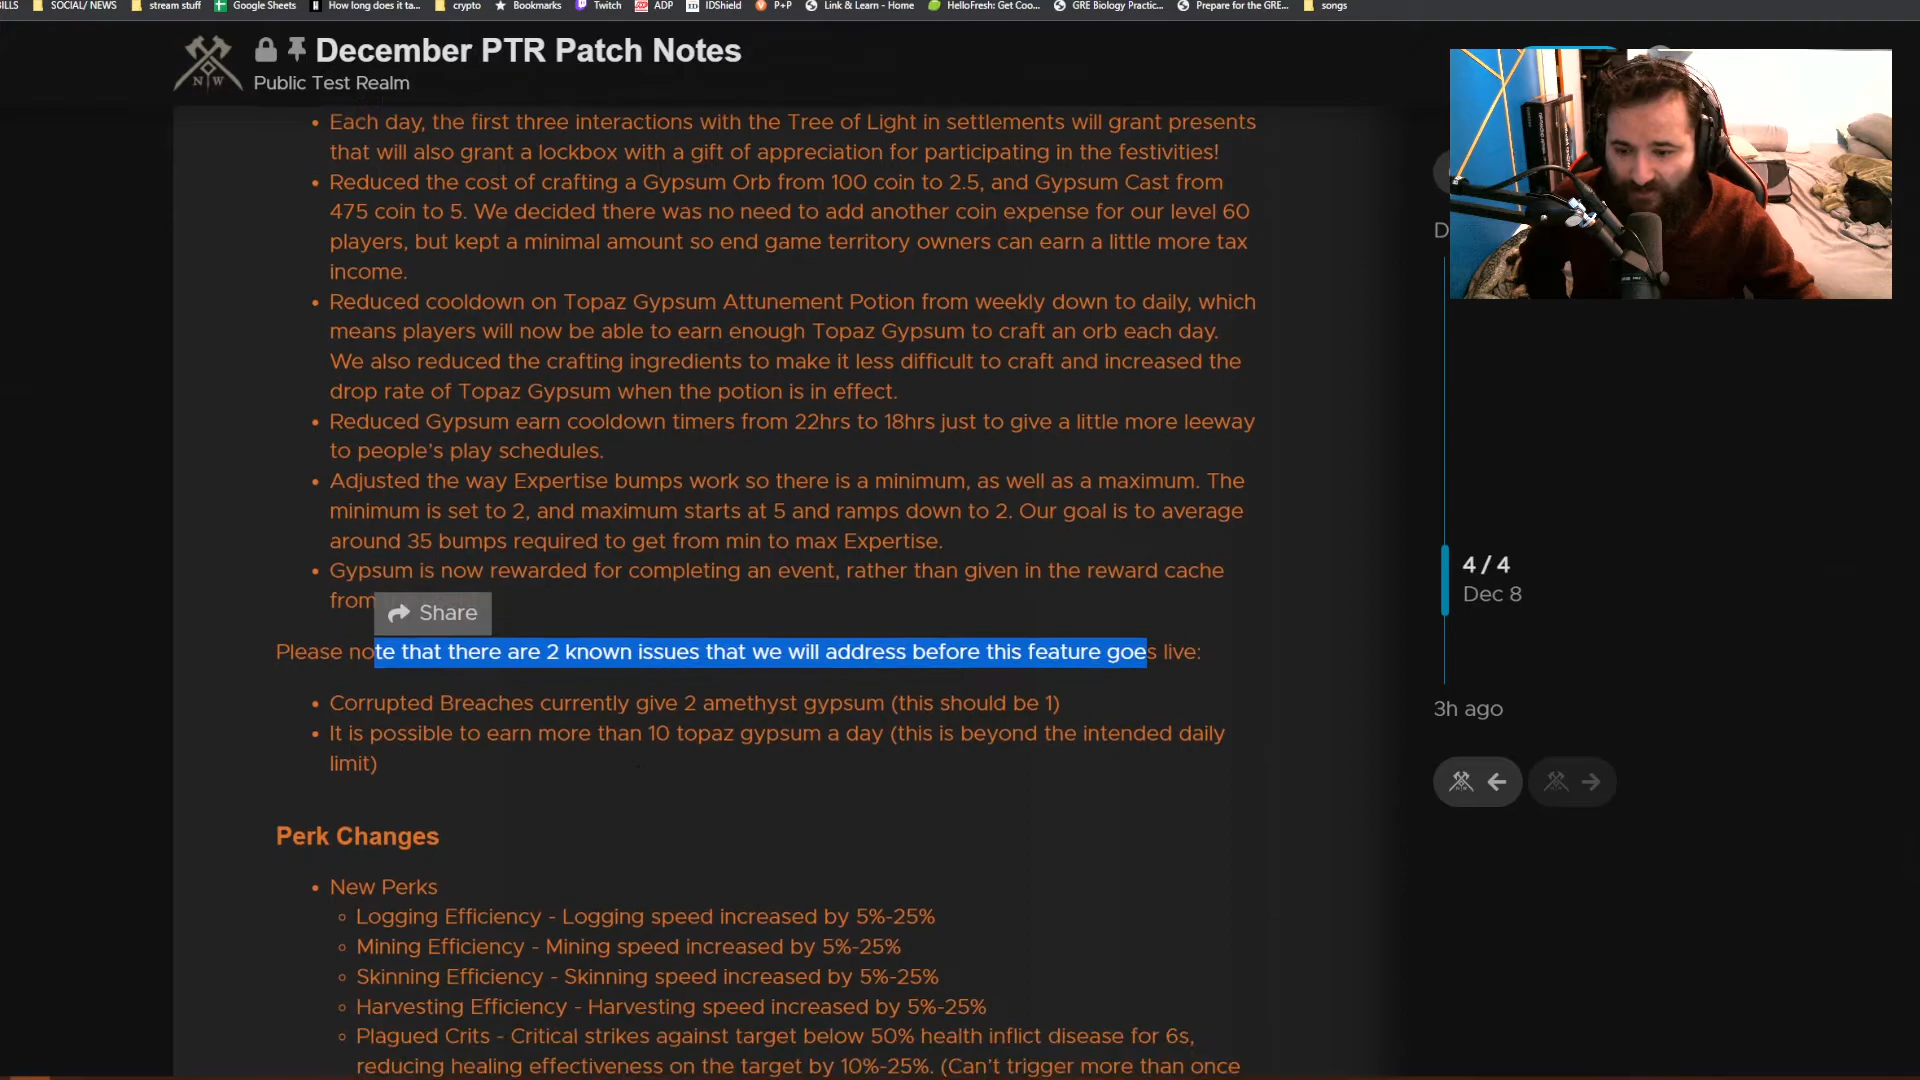 BILLS
SOCIAL/ NEWS
stream stuff
Google Sheets
How long does it ta...
crypto
Bookmarks
Twitch
ADP
IDShield
P+P
Link & Learn - Home
HelloFresh: Get Coo...
GRE Biology Practic...
Prepare for the GRE...
songs
December PTR Patch Notes
N W
Public Test Realm
• Each day, the first three interactions with the Tree of Light in settlements will grant presents
that will also grant a lockbox with a gift of appreciation for participating in the festivities!
• Reduced the cost of crafting a Gypsum Orb from 100 coin to 2.5, and Gypsum Cast from
475 coin to 5. We decided there was no need to add another coin expense for our level 60
players, but kept a minimal amount so end game territory owners can earn a little more tax
income.
• Reduced cooldown on Topaz Gypsum Attunement Potion from weekly down to daily, which
means players will now be able to earn enough Topaz Gypsum to craft an orb each day.
We also reduced the crafting ingredients to make it less difficult to craft and increased the
drop rate of Topaz Gypsum when the potion is in effect.
• Reduced Gypsum earn cooldown timers from 22hrs to 18hrs just to give a little more leeway
to people's play schedules.
• Adjusted the way Expertise bumps work so there is a minimum, as well as a maximum. The
minimum is set to 2, and maximum starts at 5 and ramps down to 2. Our goal is to average
around 35 bumps required to get from min to max Expertise.
• Gypsum is now rewarded for completing an event, rather than given in the reward cache
from
Share
Please note that there are 2 known issues that we will address before this feature goes live:
• Corrupted Breaches currently give 2 amethyst gypsum (this should be 1)
• It is possible to earn more than 10 topaz gypsum a day (this is beyond the intended daily
limit)
Perk Changes
• New Perks
◦ Logging Efficiency - Logging speed increased by 5%-25%
◦ Mining Efficiency - Mining speed increased by 5%-25%
◦ Skinning Efficiency - Skinning speed increased by 5%-25%
◦ Harvesting Efficiency - Harvesting speed increased by 5%-25%
◦ Plagued Crits - Critical strikes against target below 50% health inflict disease for 6s,
reducing healing effectiveness on the target by 10%-25%. (Can't trigger more than once
D
4 / 4
Dec 8
3h ago